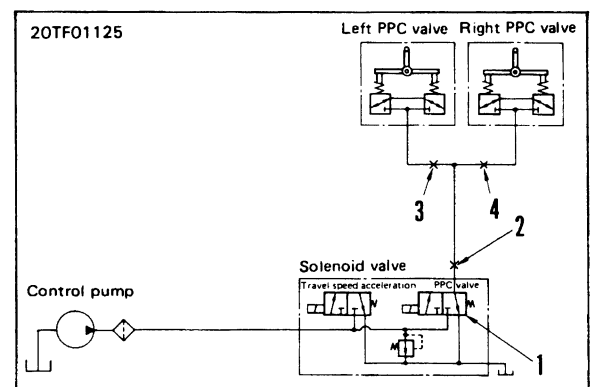 20TF01125
Left PPC valve Right PPC valve
3
4
2
Solenoid valve
Travel speed acceleration PPC valve
Control pump
1